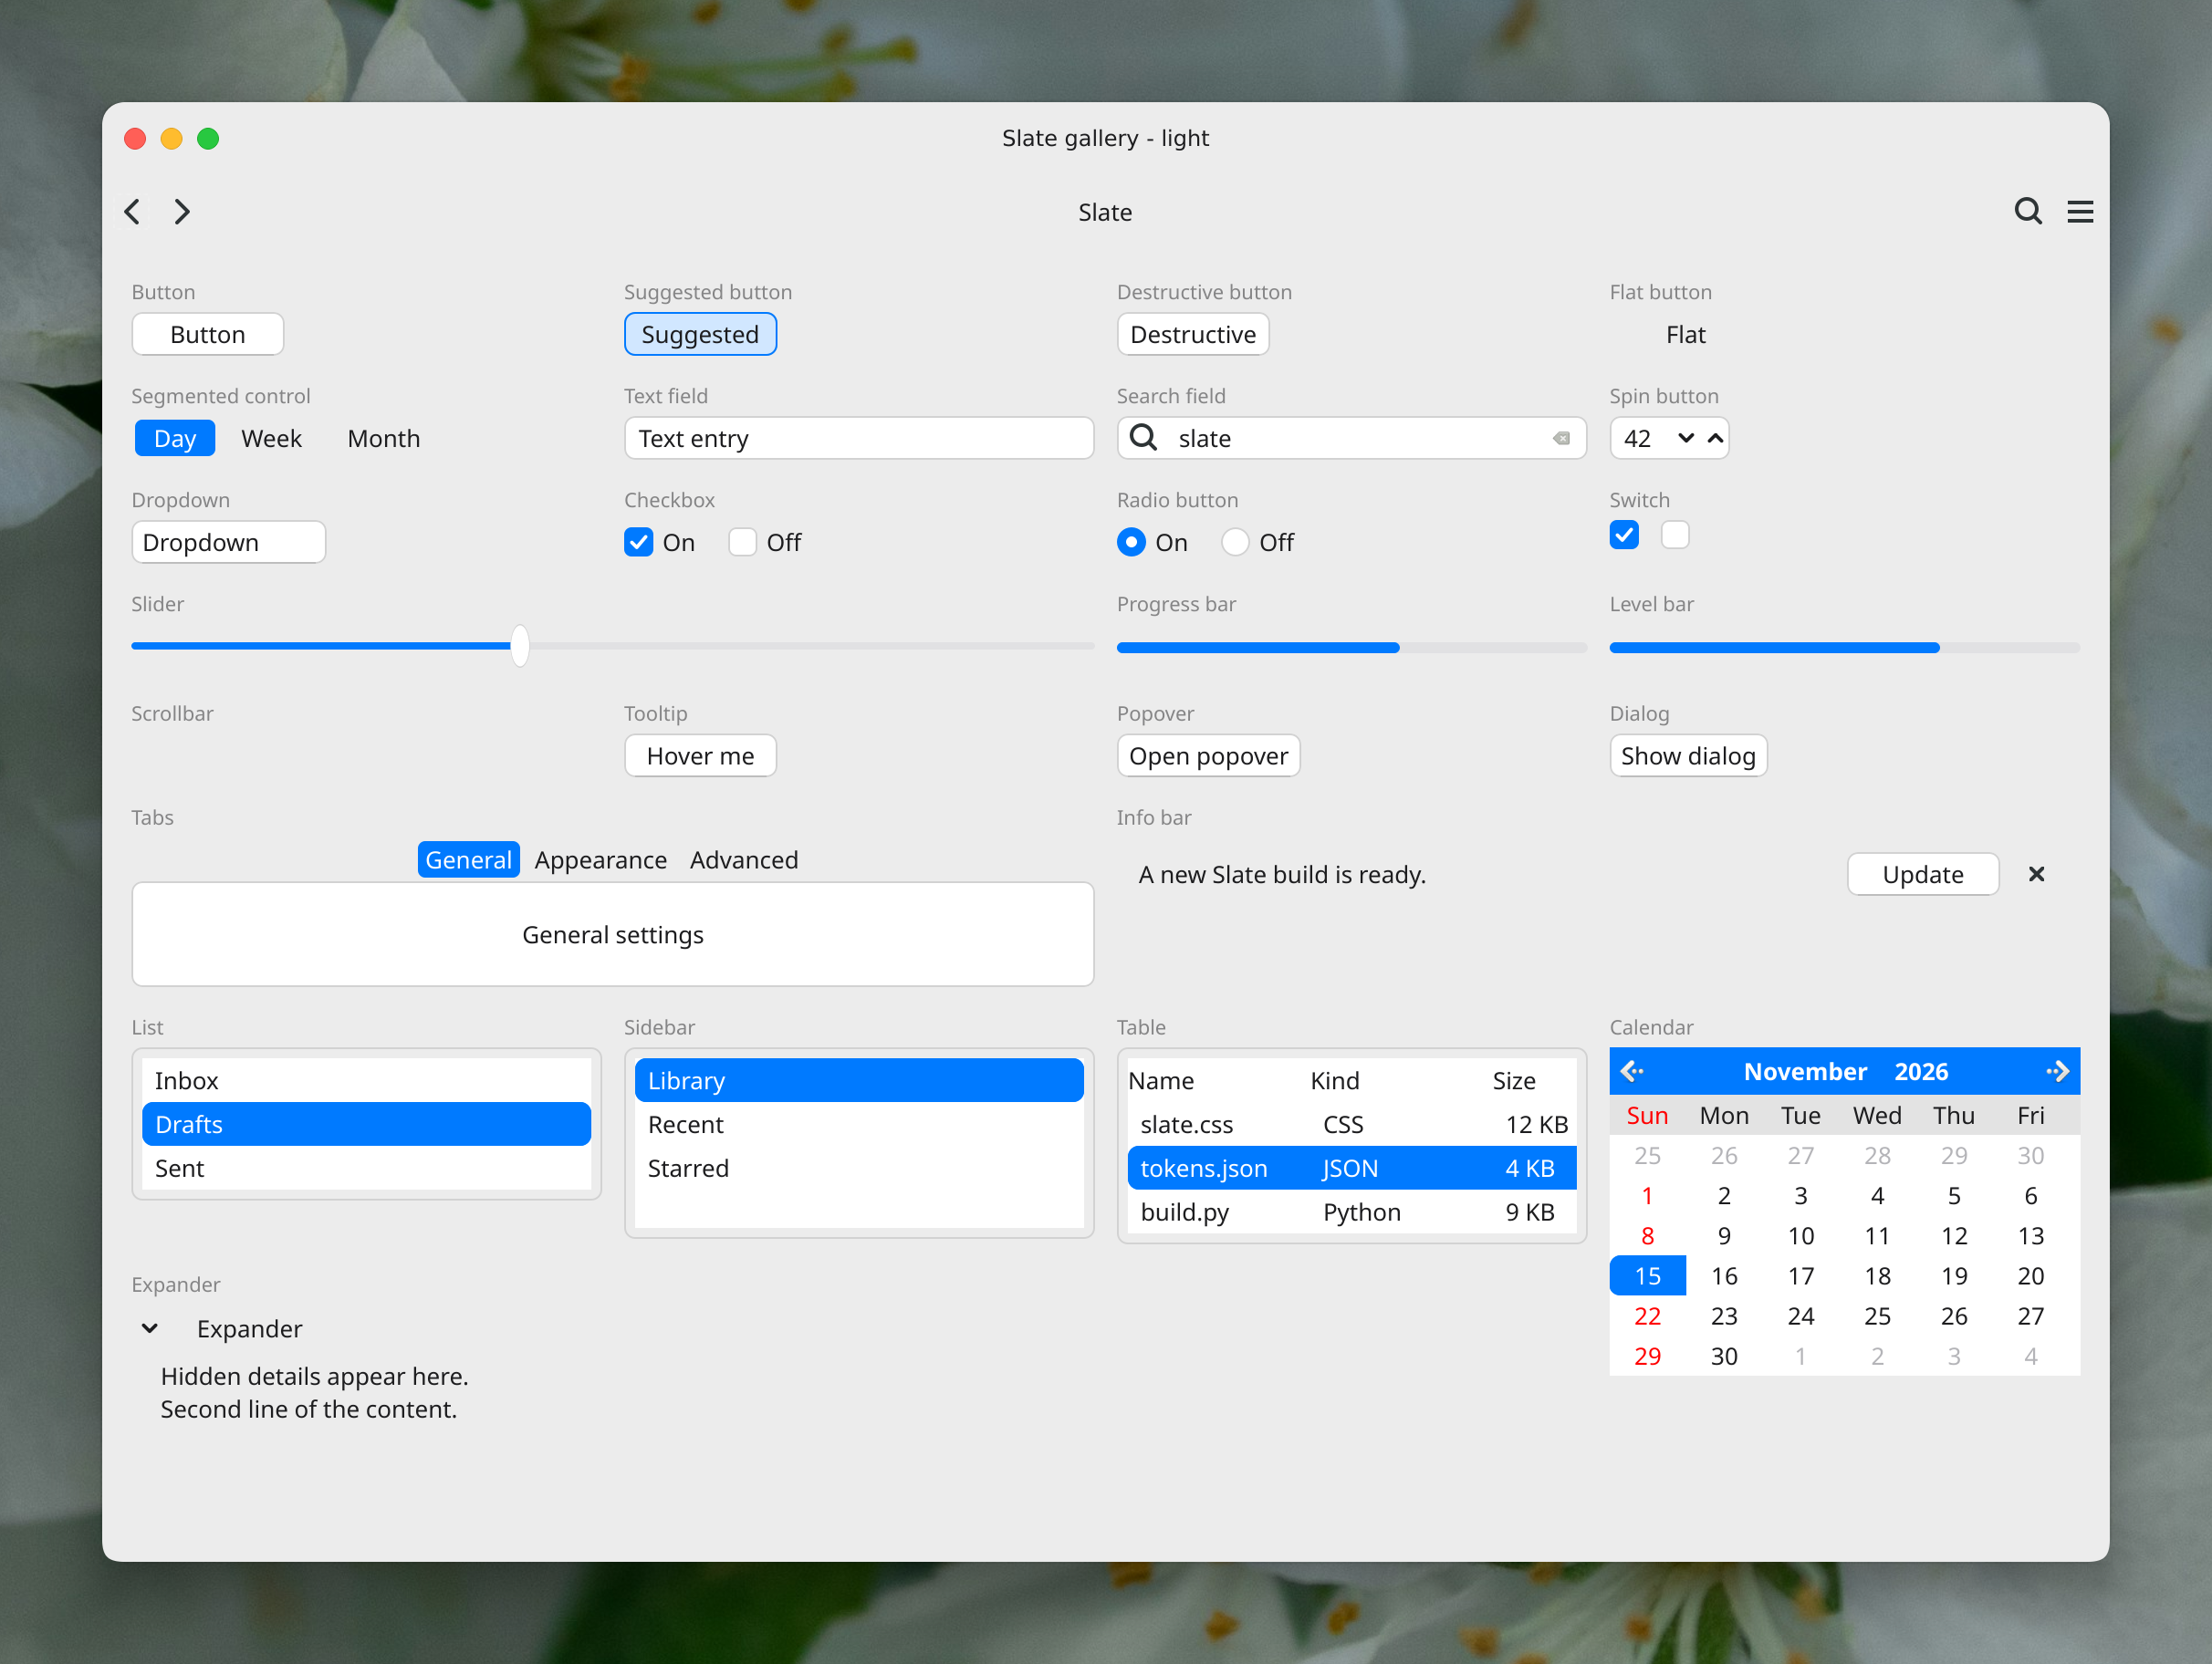 Slate gallery - light
Slate
Button
Suggested button
Destructive button
Flat button
Button
Suggested
Destructive
Flat
Segmented control
Text field
Search field
Spin button
Day Week Month
Text entry
slate
42
Dropdown
Checkbox
Radio button
Switch
Dropdown
On Off
On Off
Slider
Progress bar
Level bar
Scrollbar
Tooltip
Popover
Dialog
Hover me
Open popover
Show dialog
Tabs
Info bar
General Appearance Advanced
General settings
A new Slate build is ready.
Update
List
Inbox
Drafts
Sent
Sidebar
Library
Recent
Starred
Table
Name Kind Size
slate.css CSS 12 KB
tokens.json JSON 4 KB
build.py Python 9 KB
Calendar
November 2026
Sun Mon Tue Wed Thu Fri
25 26 27 28 29 30
1 2 3 4 5 6
8 9 10 11 12 13
15 16 17 18 19 20
22 23 24 25 26 27
29 30 1 2 3 4
Expander
Expander
Hidden details appear here.
Second line of the content.